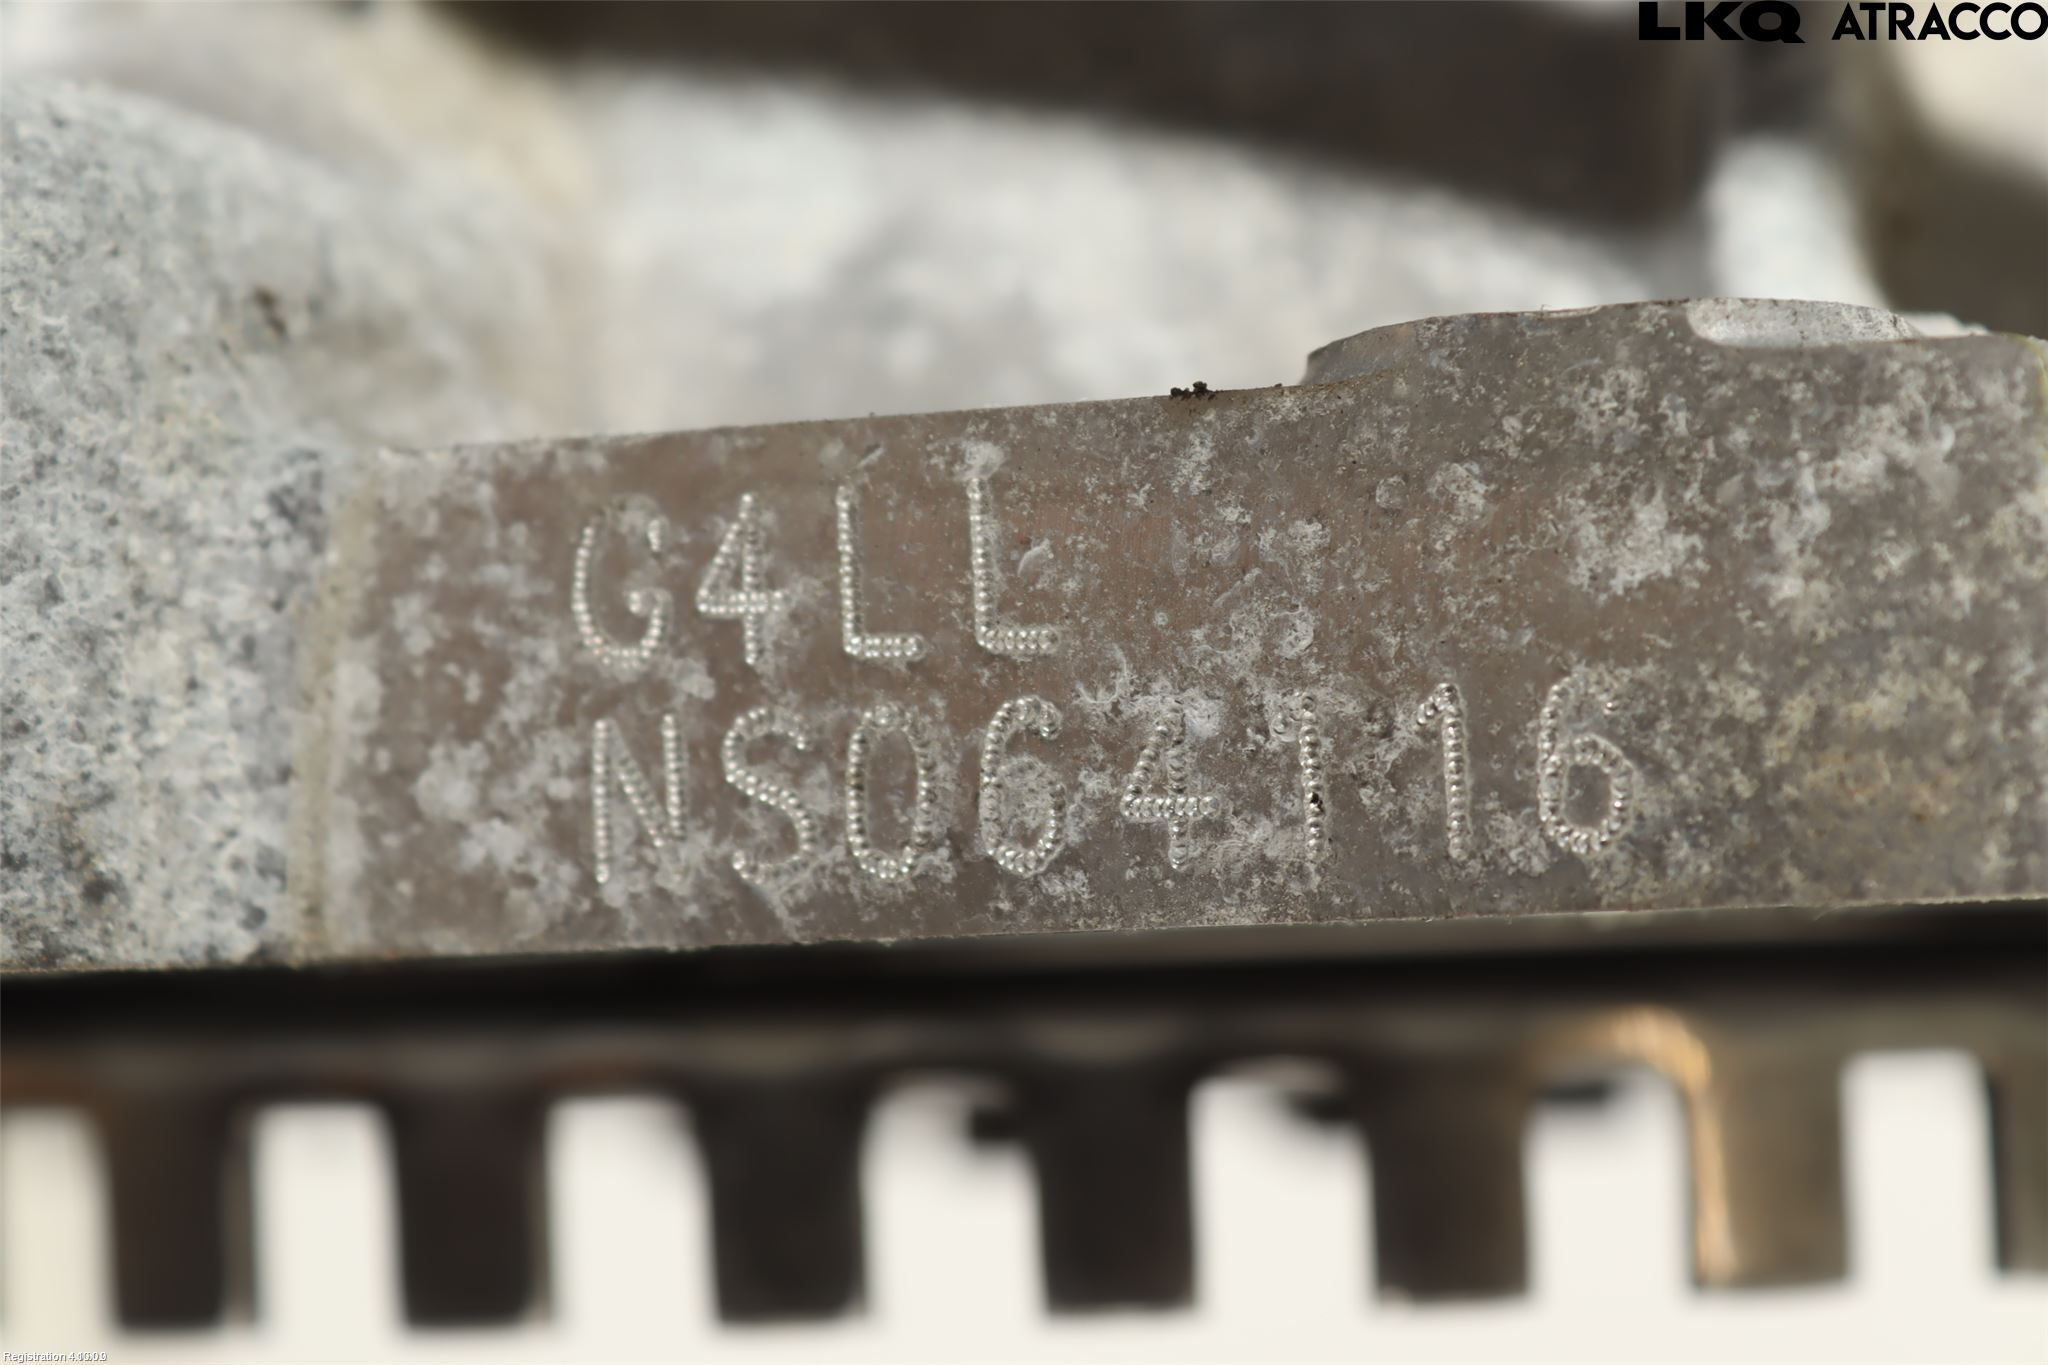 LKQ ATRACCO
G4LL
NS064116